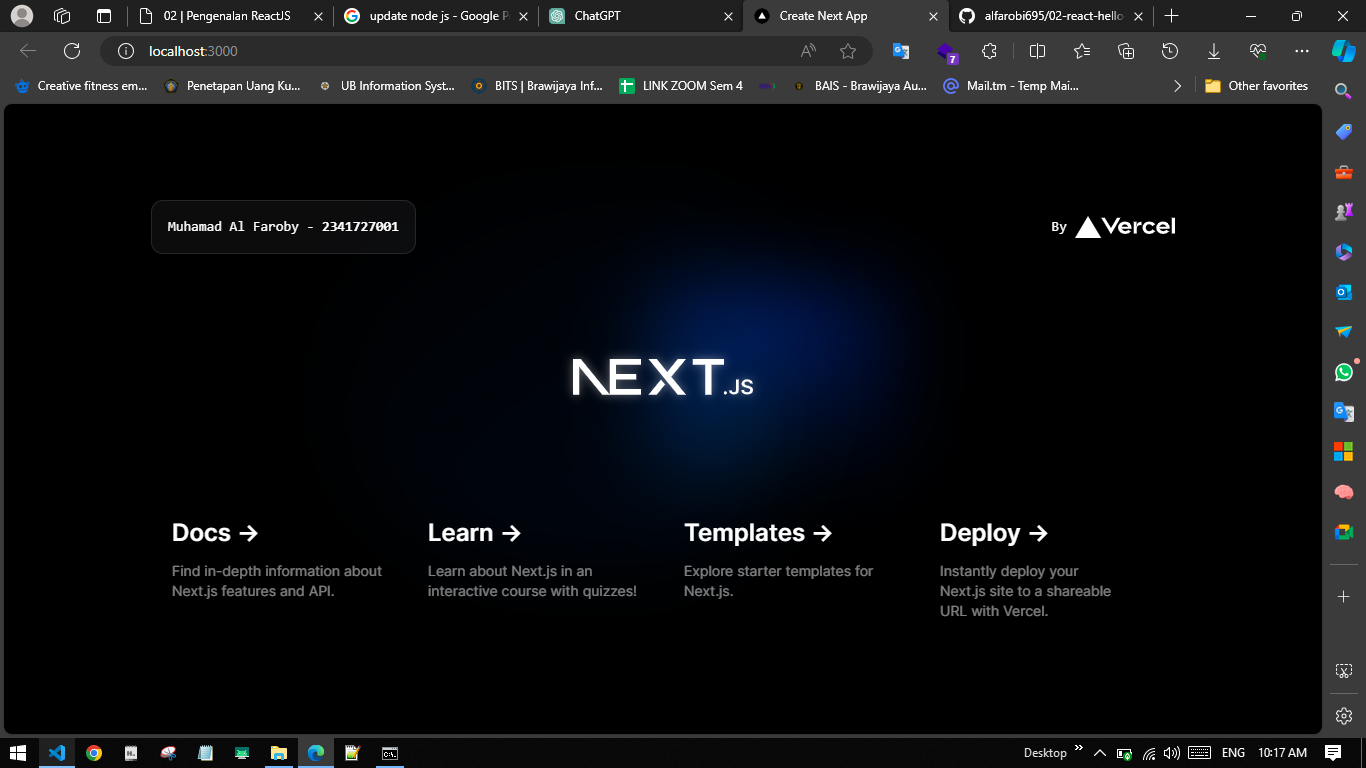 02 | Pengenalan ReactJS
update node js - Google P
ChatGPT
Create Next App
alfarobi695/02-react-hello
localhost:3000
7
Creative fitness em...
Penetapan Uang Ku...
UB Information Syst...
BITS | Brawijaya Inf...
LINK ZOOM Sem 4
BAIS - Brawijaya Au...
Mail.tm - Temp Mai...
Other favorites
Muhamad Al Faroby - 2341727001
By Vercel
NEXT.JS
Docs ->
Learn ->
Templates ->
Deploy ->
Find in-depth information about
Next.js features and API.
Learn about Next.js in an
interactive course with quizzes!
Explore starter templates for
Next.js.
Instantly deploy your
Next.js site to a shareable
URL with Vercel.
Desktop
ENG
10:17 AM